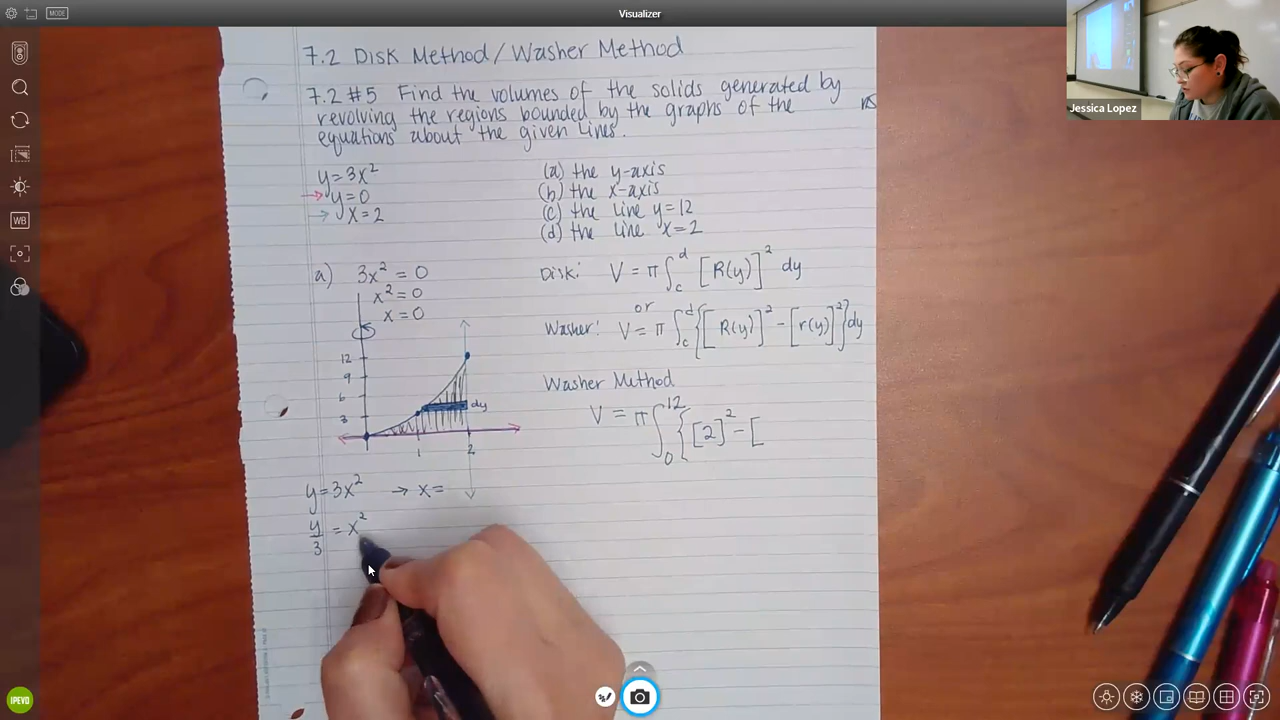 MODE
Visualizer
Jessica Lopez
7.2 Disk Method/Washer Method
7.2 #5 Find the volumes of the solids generated by
revolving the regions bounded by the graphs of the
equations about the given lines.
y=3x²
→ y=0
→ x=2
(a) the y-axis
(b) the x-axis
(c) the line y=12
(d) the line x=2
a) 3x² = 0
x² = 0
x = 0
Disk: V = π∫_c^d [R(y)]² dy
or
Washer: V = π∫_c^d {[R(y)]² - [r(y)]²}dy
12
9
6
3
dy
1 2
Washer Method
V = π∫_0^12 {[2]² - [
y=3x² → x=
y/3 = x²
WB
IPEVO